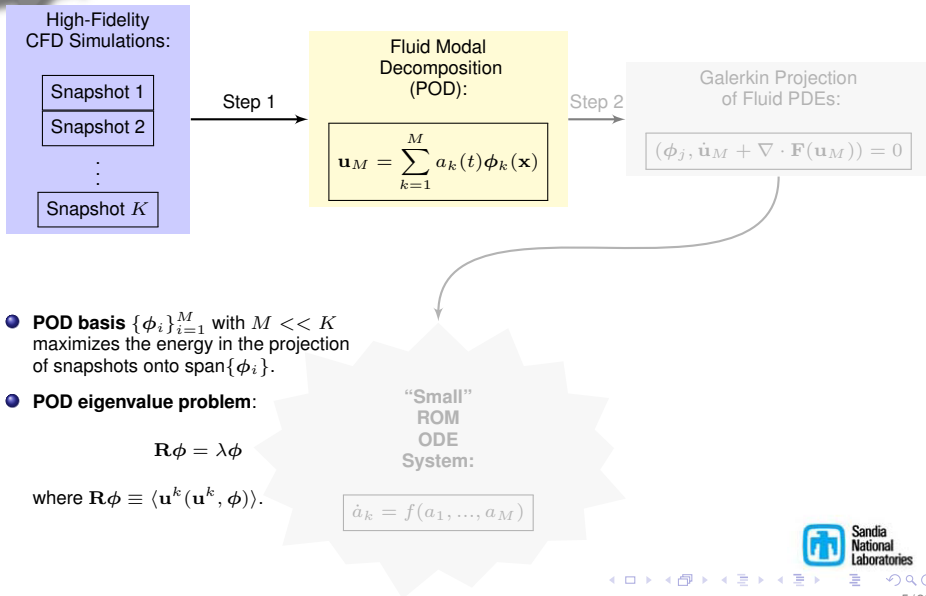 High-Fidelity
CFD Simulations:
Snapshot 1
Snapshot 2
⋮
Snapshot K
Step 1
Fluid Modal
Decomposition
(POD):
u_M = ∑_{k=1}^{M} a_k(t)ϕ_k(x)
Step 2
Galerkin Projection
of Fluid PDEs:
(ϕ_j, u̇_M + ∇ · F(u_M)) = 0
POD basis {ϕ_i}_{i=1}^M with M << K
maximizes the energy in the projection
of snapshots onto span{ϕ_i}.
POD eigenvalue problem:
Rϕ = λϕ
where Rϕ ≡ ⟨u^k(u^k, ϕ)⟩.
“Small”
ROM
ODE
System:
ȧ_k = f(a_1, ..., a_M)
Sandia
National
Laboratories